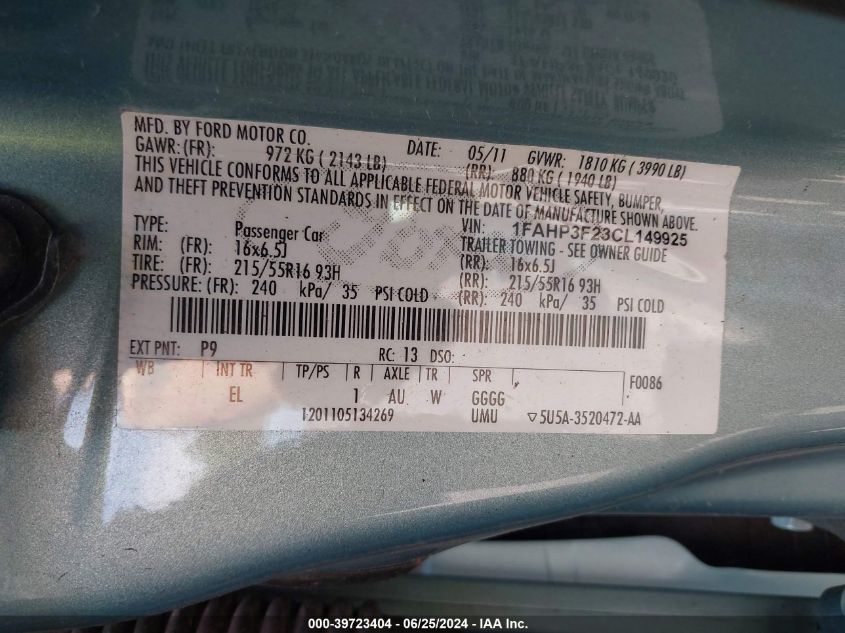 MFD. BY FORD MOTOR CO. DATE: 05/11 GVWR: 1810 KG ( 3990 LB)
GAWR: (FR): 972 KG ( 2143 LB) (RR): 880 KG ( 1940 LB)
THIS VEHICLE CONFORMS TO ALL APPLICABLE FEDERAL MOTOR VEHICLE SAFETY, BUMPER,
AND THEFT PREVENTION STANDARDS IN EFFECT ON THE DATE OF MANUFACTURE SHOWN ABOVE.
VIN: 1FAHP3F23CL149925
TYPE: Passenger Car TRAILER TOWING - SEE OWNER GUIDE
RIM: (FR): 16x6.5J (RR): 16x6.5J
TIRE: (FR): 215/55R16 93H (RR): 215/55R16 93H
PRESSURE: (FR): 240 kPa/ 35 PSI COLD (RR): 240 kPa/ 35 PSI COLD
EXT PNT: P9 RC: 13 DSO:
WB INT TR TP/PS R AXLE TR SPR F0086
EL 1 AU W GGGG
1201105134269 UMU ▽5U5A-3520472-AA
000-39723404 - 06/25/2024 - IAA Inc.